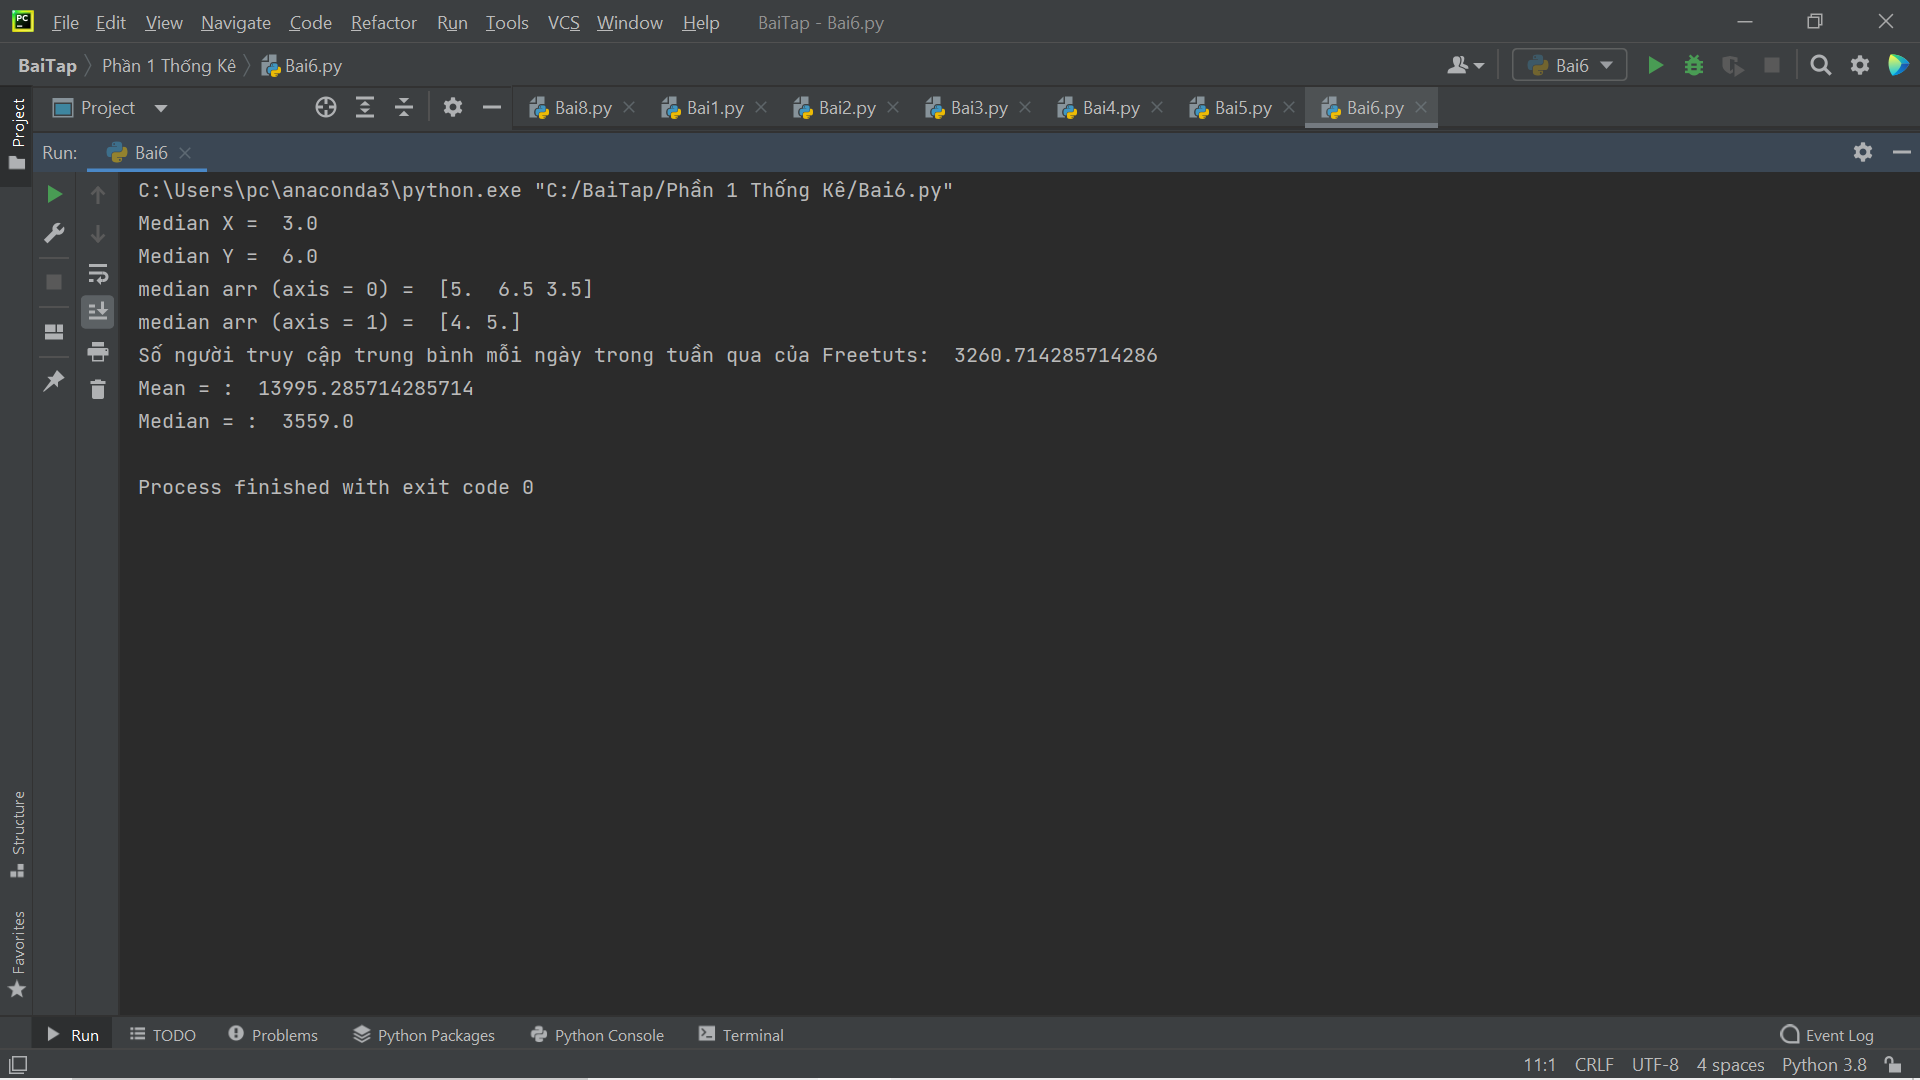 PC File Edit View Navigate Code Refactor Run Tools VCS Window Help BaiTap - Bai6.py
BaiTap Phần 1 Thống Kê Bai6.py Bai6
Project Project Bai8.py Bai1.py Bai2.py Bai3.py Bai4.py Bai5.py Bai6.py
Run: Bai6
C:\Users\pc\anaconda3\python.exe "C:/BaiTap/Phần 1 Thống Kê/Bai6.py"
Median X =  3.0
Median Y =  6.0
median arr (axis = 0) =  [5.  6.5 3.5]
median arr (axis = 1) =  [4. 5.]
Số người truy cập trung bình mỗi ngày trong tuần qua của Freetuts:  3260.714285714286
Mean = :  13995.285714285714
Median = :  3559.0
Process finished with exit code 0
Structure
Favorites
Run TODO Problems Python Packages Python Console Terminal Event Log
11:1 CRLF UTF-8 4 spaces Python 3.8